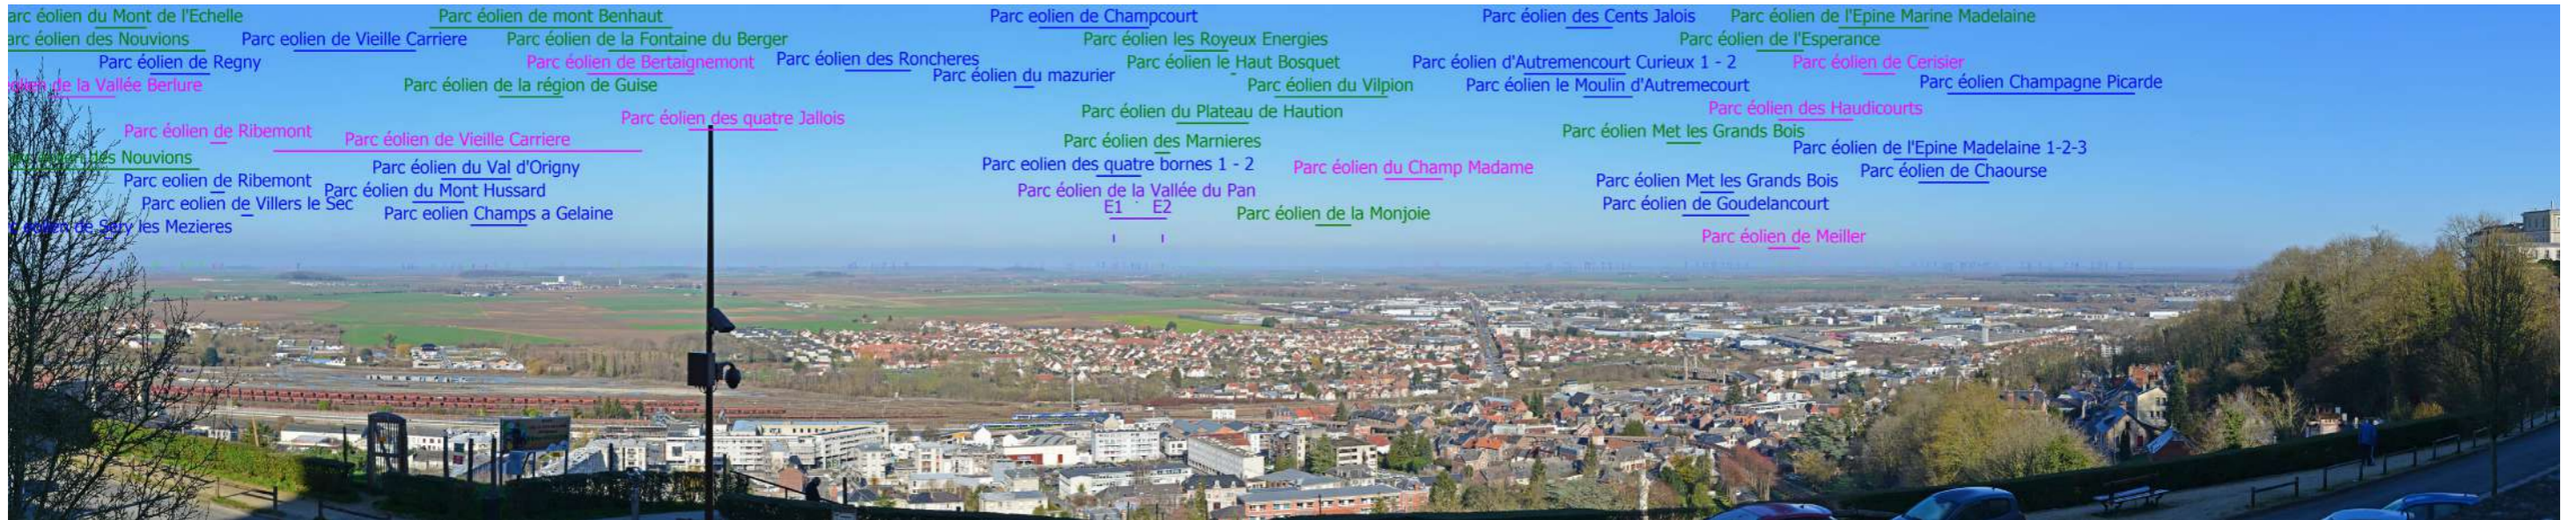 arc éolien du Mont de l'Echelle
Parc éolien de mont Benhaut
Parc eolien de Champcourt
Parc éolien des Cents Jalois
Parc éolien de l'Epine Marine Madelaine
arc éolien des Nouvions
Parc eolien de Vieille Carriere
Parc éolien de la Fontaine du Berger
Parc éolien les Royeux Energies
Parc éolien de l'Esperance
Parc éolien de Regny
Parc éolien de Bertaignemont
Parc éolien des Roncheres
Parc éolien le Haut Bosquet
Parc éolien d'Autremencourt Curieux 1 - 2
Parc éolien de Cerisier
éolien de la Vallée Berlure
Parc éolien de la région de Guise
Parc éolien du mazurier
Parc éolien du Vilpion
Parc éolien le Moulin d'Autremecourt
Parc éolien Champagne Picarde
Parc éolien des quatre Jallois
Parc éolien du Plateau de Haution
Parc éolien des Haudicourts
Parc éolien de Ribemont
Parc éolien de Vieille Carriere
Parc éolien des Marnieres
Parc éolien Met les Grands Bois
Parc éolien de l'Epine Madelaine 1-2-3
des Nouvions
Parc éolien du Val d'Origny
Parc eolien des quatre bornes 1 - 2
Parc éolien du Champ Madame
Parc éolien de Chaourse
Parc eolien de Ribemont
Parc éolien du Mont Hussard
Parc éolien de la Vallée du Pan
Parc éolien Met les Grands Bois
Parc eolien de Villers le Sec
Parc eolien Champs a Gelaine
E1 E2
Parc éolien de la Monjoie
Parc éolien de Goudelancourt
eolien de Sery les Mezieres
Parc éolien de Meiller